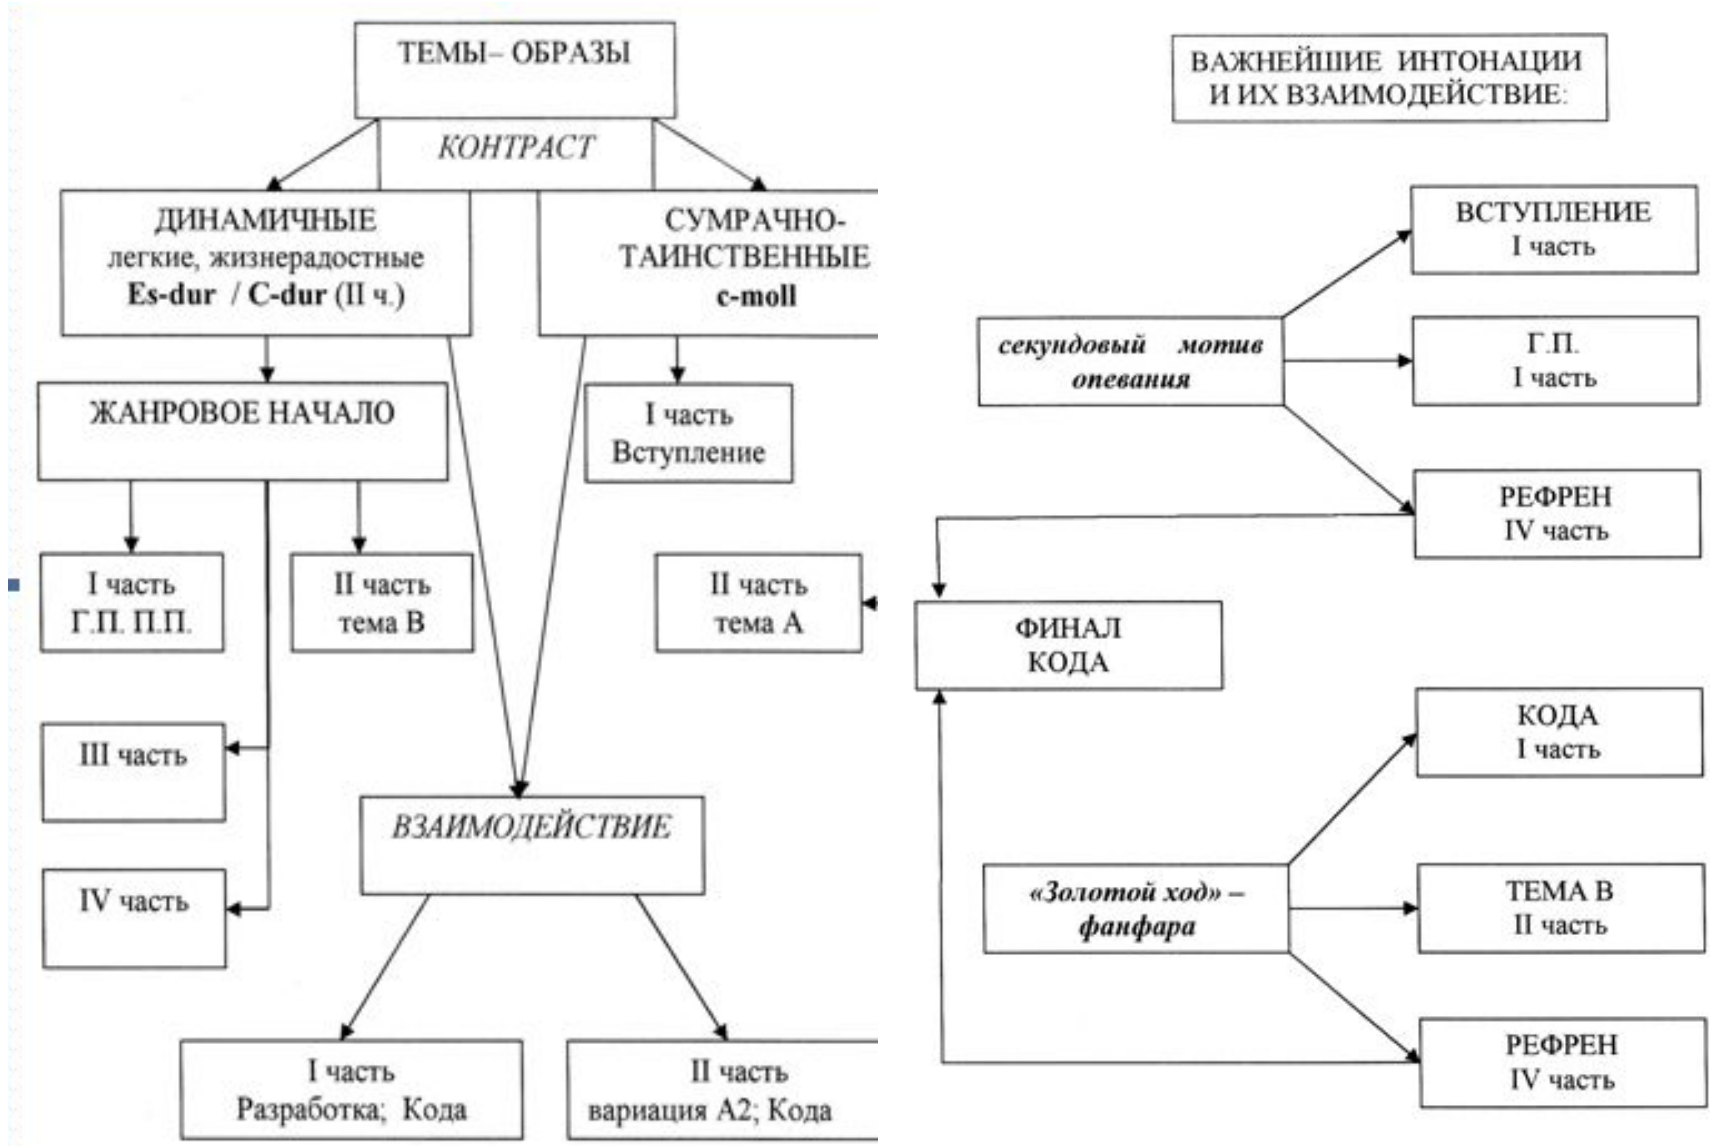 ТЕМЫ– ОБРАЗЫ
КОНТРАСТ
ДИНАМИЧНЫЕ
легкие, жизнерадостные
Es-dur / C-dur (II ч.)
СУМРАЧНО-
ТАИНСТВЕННЫЕ
c-moll
ЖАНРОВОЕ НАЧАЛО
I часть
Вступление
I часть
Г.П. П.П.
II часть
тема В
II часть
тема А
III часть
IV часть
ВЗАИМОДЕЙСТВИЕ
I часть
Разработка; Кода
II часть
вариация А2; Кода
ВАЖНЕЙШИЕ ИНТОНАЦИИ
И ИХ ВЗАИМОДЕЙСТВИЕ:
ВСТУПЛЕНИЕ
I часть
секундовый мотив
опевания
Г.П.
I часть
РЕФРЕН
IV часть
ФИНАЛ
КОДА
КОДА
I часть
«Золотой ход» –
фанфара
ТЕМА В
II часть
РЕФРЕН
IV часть